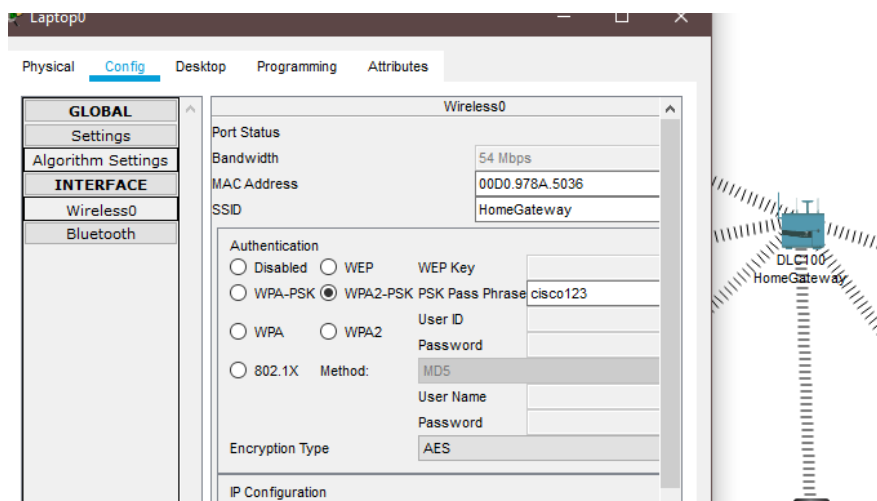 Laptop0
Physical Config Desktop Programming Attributes
GLOBAL
Settings
Algorithm Settings
INTERFACE
Wireless0
Bluetooth
Wireless0
Port Status
Bandwidth 54 Mbps
MAC Address 00D0.978A.5036
SSID HomeGateway
Authentication
Disabled WEP WEP Key
WPA-PSK WPA2-PSK PSK Pass Phrase cisco123
User ID
WPA WPA2
Password
802.1X Method: MD5
User Name
Password
Encryption Type AES
IP Configuration
DLC100
HomeGateway